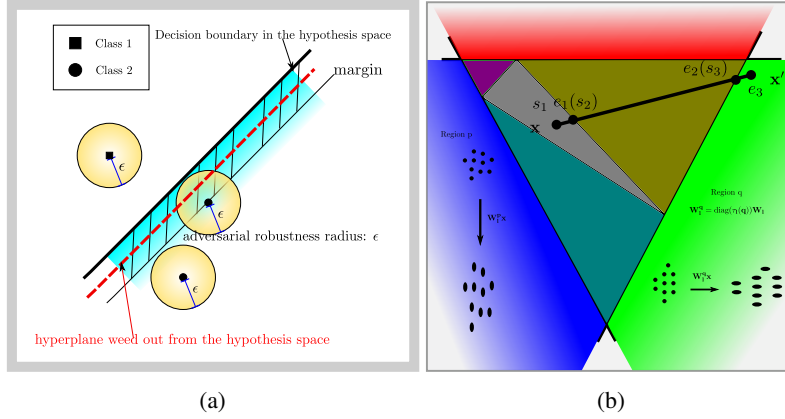 Class 1
Class 2
Decision boundary in the hypothesis space
margin
ϵ
ϵ
adversarial robustness radius: ϵ
ϵ
hyperplane weed out from the hypothesis space
(a)
e₂(s₃)
x′
e₃
s₁ e₁(s₂)
x
Region p
W₁ᵖx
Region q
W₁^q = diag(η(q))W₁
W₁^q x
(b)